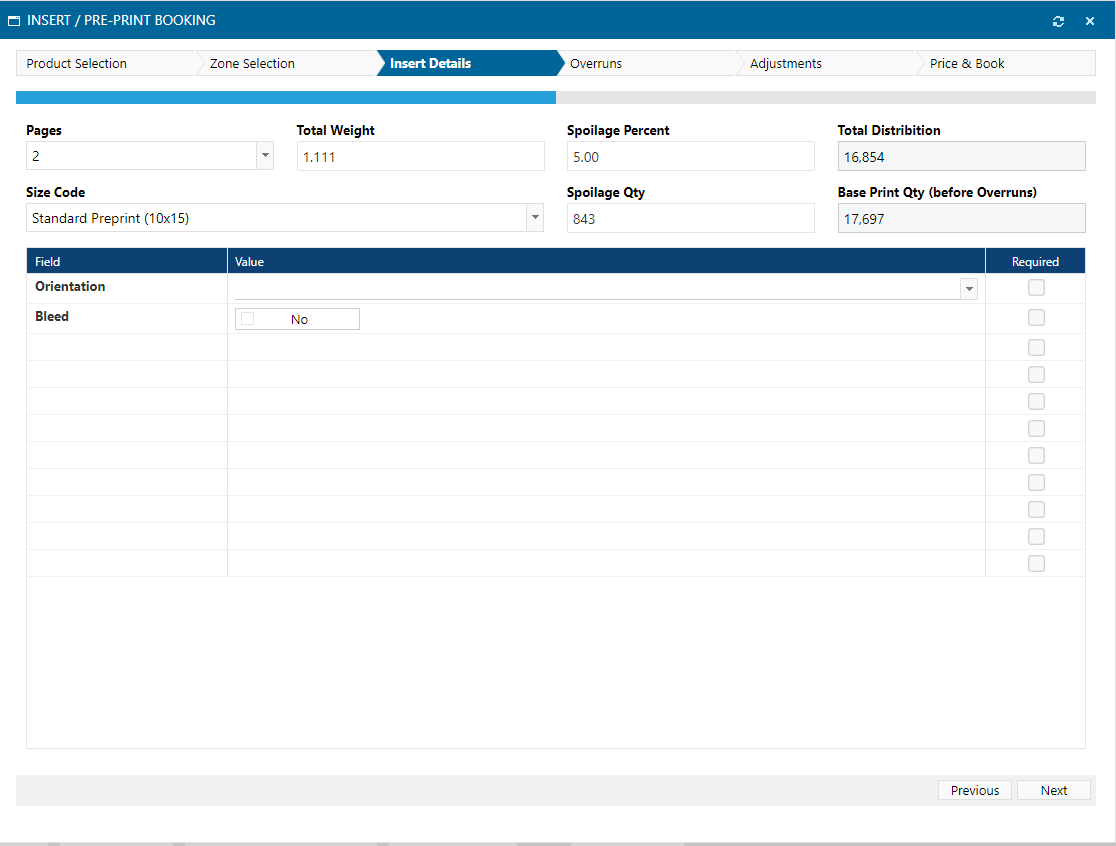 INSERT / PRE-PRINT BOOKING
Product Selection Zone Selection Insert Details Overruns Adjustments Price & Book
Pages Total Weight Spoilage Percent Total Distribition
2 1.111 5.00 16,854
Size Code Spoilage Qty Base Print Qty (before Overruns)
Standard Preprint (10x15) 843 17,697
Field Value Required
Orientation
Bleed No
Previous Next